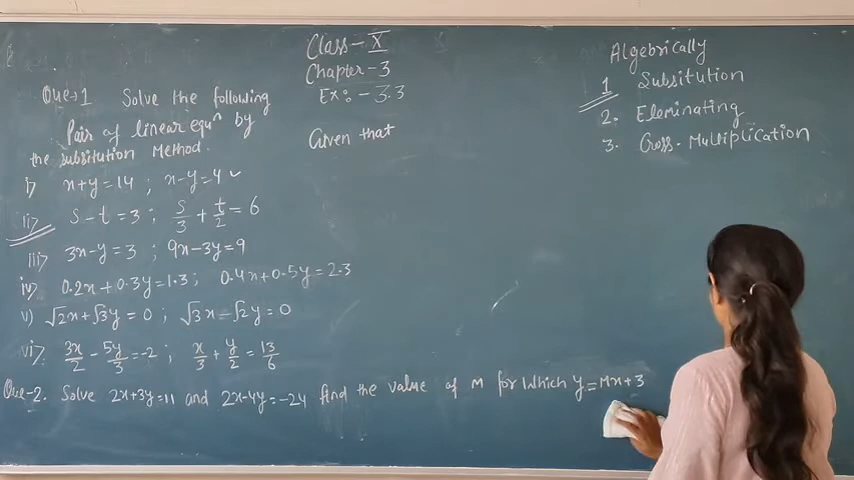 Class - X
Chapter - 3
Ex: - 3.3
Que→1 Solve the following
Pair of linear equⁿ by
the subsitution Method.
i) x+y=14 ; x-y=4 ✓
ii) s-t=3 ; s/3 + t/2 = 6
iii) 3x-y=3 ; 9x-3y=9
iv) 0.2x+0.3y=1.3 ; 0.4x+0.5y=2.3
v) √2x+√3y=0 ; √3x-√2y=0
vi) 3x/2 - 5y/3 = -2 ; x/3 + y/2 = 13/6
Que-2. Solve 2x+3y=11 and 2x-4y=-24 find the value of m for which y=mx+3
Given that
Algebrically
1 Subsitution
2. Eleminating
3. Cross-Multiplication